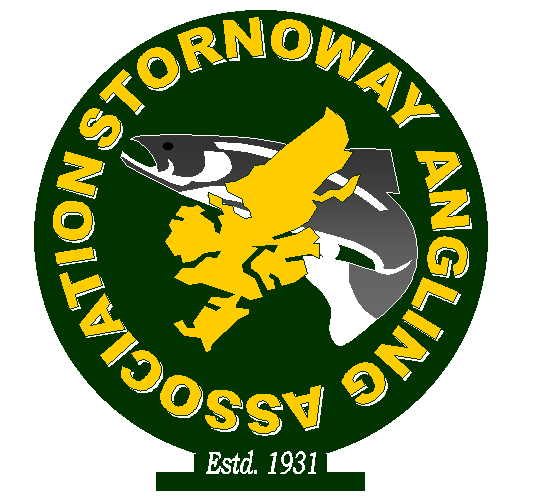 STORNOWAY ANGLING ASSOCIATION
Estd. 1931